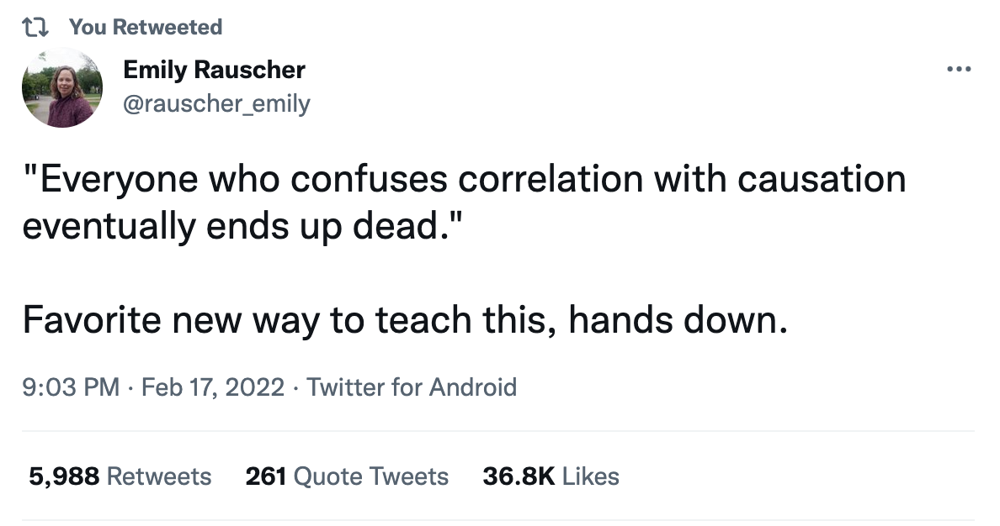 You Retweeted
Emily Rauscher
@rauscher_emily
"Everyone who confuses correlation with causation
eventually ends up dead."
Favorite new way to teach this, hands down.
9:03 PM · Feb 17, 2022 · Twitter for Android
5,988 Retweets 261 Quote Tweets 36.8K Likes